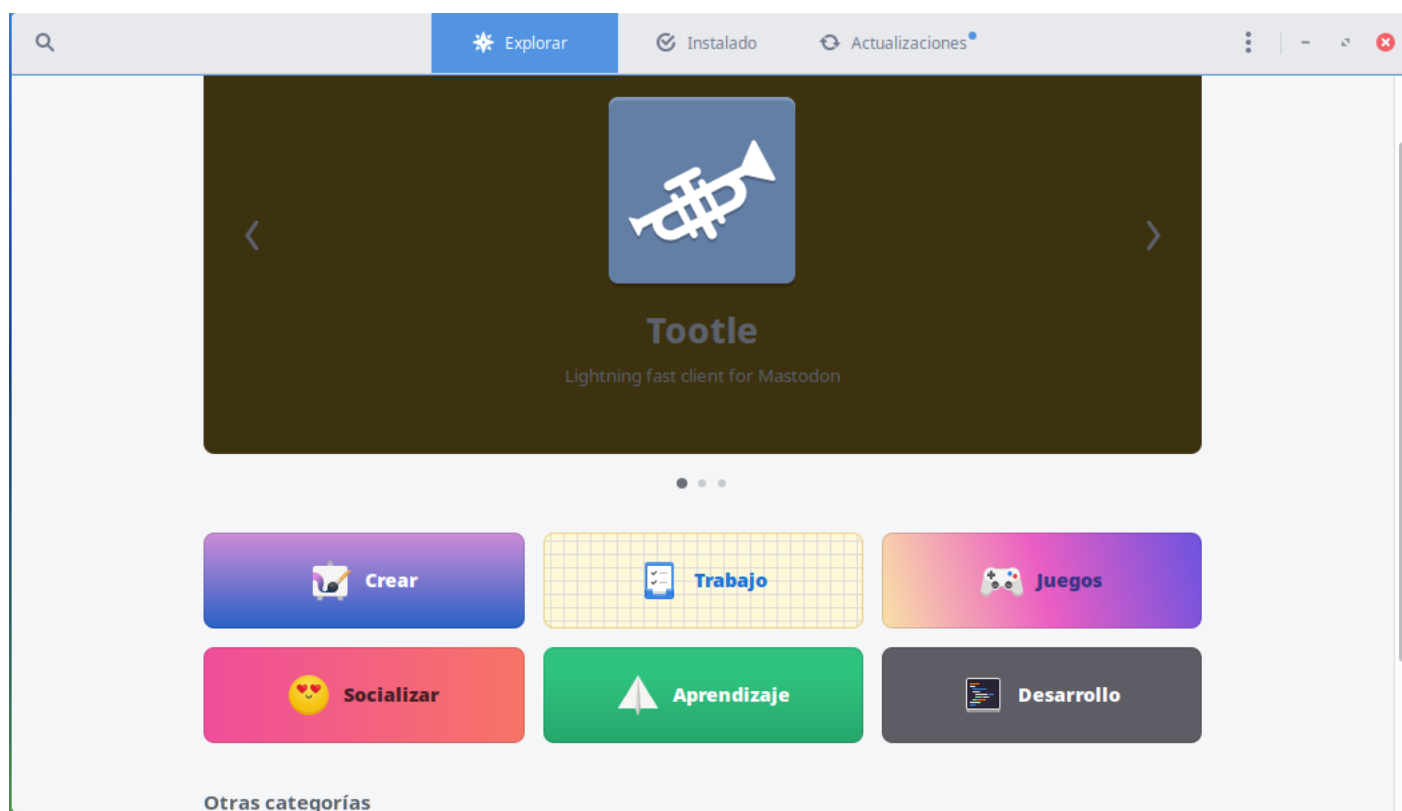 Explorar
Instalado
Actualizaciones
Tootle
Lightning fast client for Mastodon
Crear
Trabajo
Juegos
Socializar
Aprendizaje
Desarrollo
Otras categorías